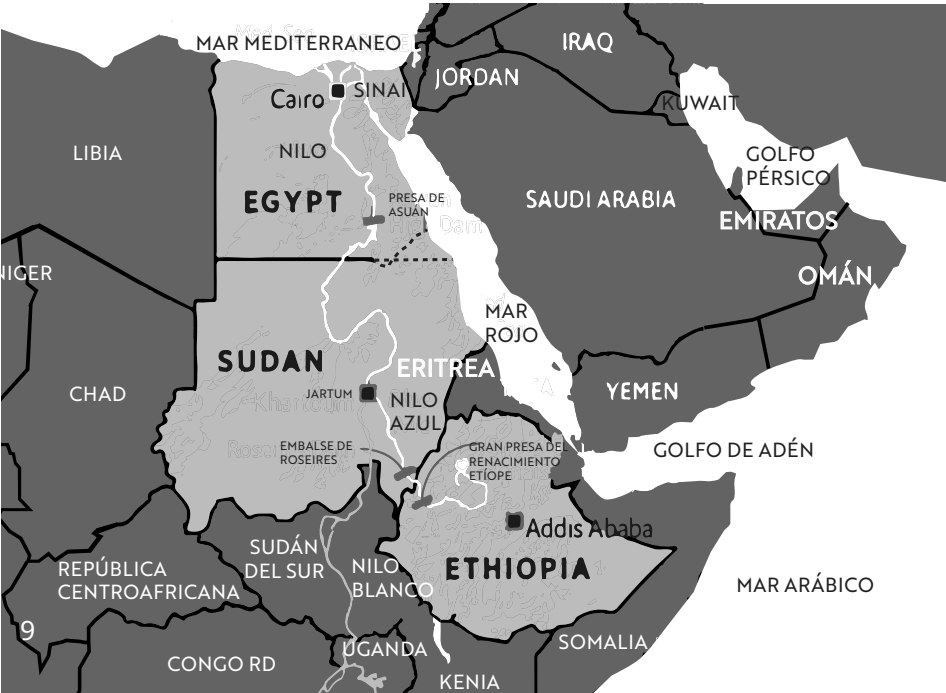 MAR MEDITERRANEO
IRAQ
JORDAN
Cairo
SINAI
KUWAIT
LIBIA
NILO
GOLFO
PÉRSICO
EGYPT
PRESA DE
ASUÁN
SAUDI ARABIA
EMIRATOS
NIGER
OMÁN
MAR
ROJO
SUDAN
ERITREA
CHAD
JARTUM
NILO
AZUL
YEMEN
EMBALSE DE
ROSEIRES
GRAN PRESA DEL
RENACIMIENTO
ETÍOPE
GOLFO DE ADÉN
Addis Ababa
SUDÁN
DEL SUR
NILO
BLANCO
ETHIOPIA
REPÚBLICA
CENTROAFRICANA
MAR ARÁBICO
9
UGANDA
SOMALIA
CONGO RD
KENIA